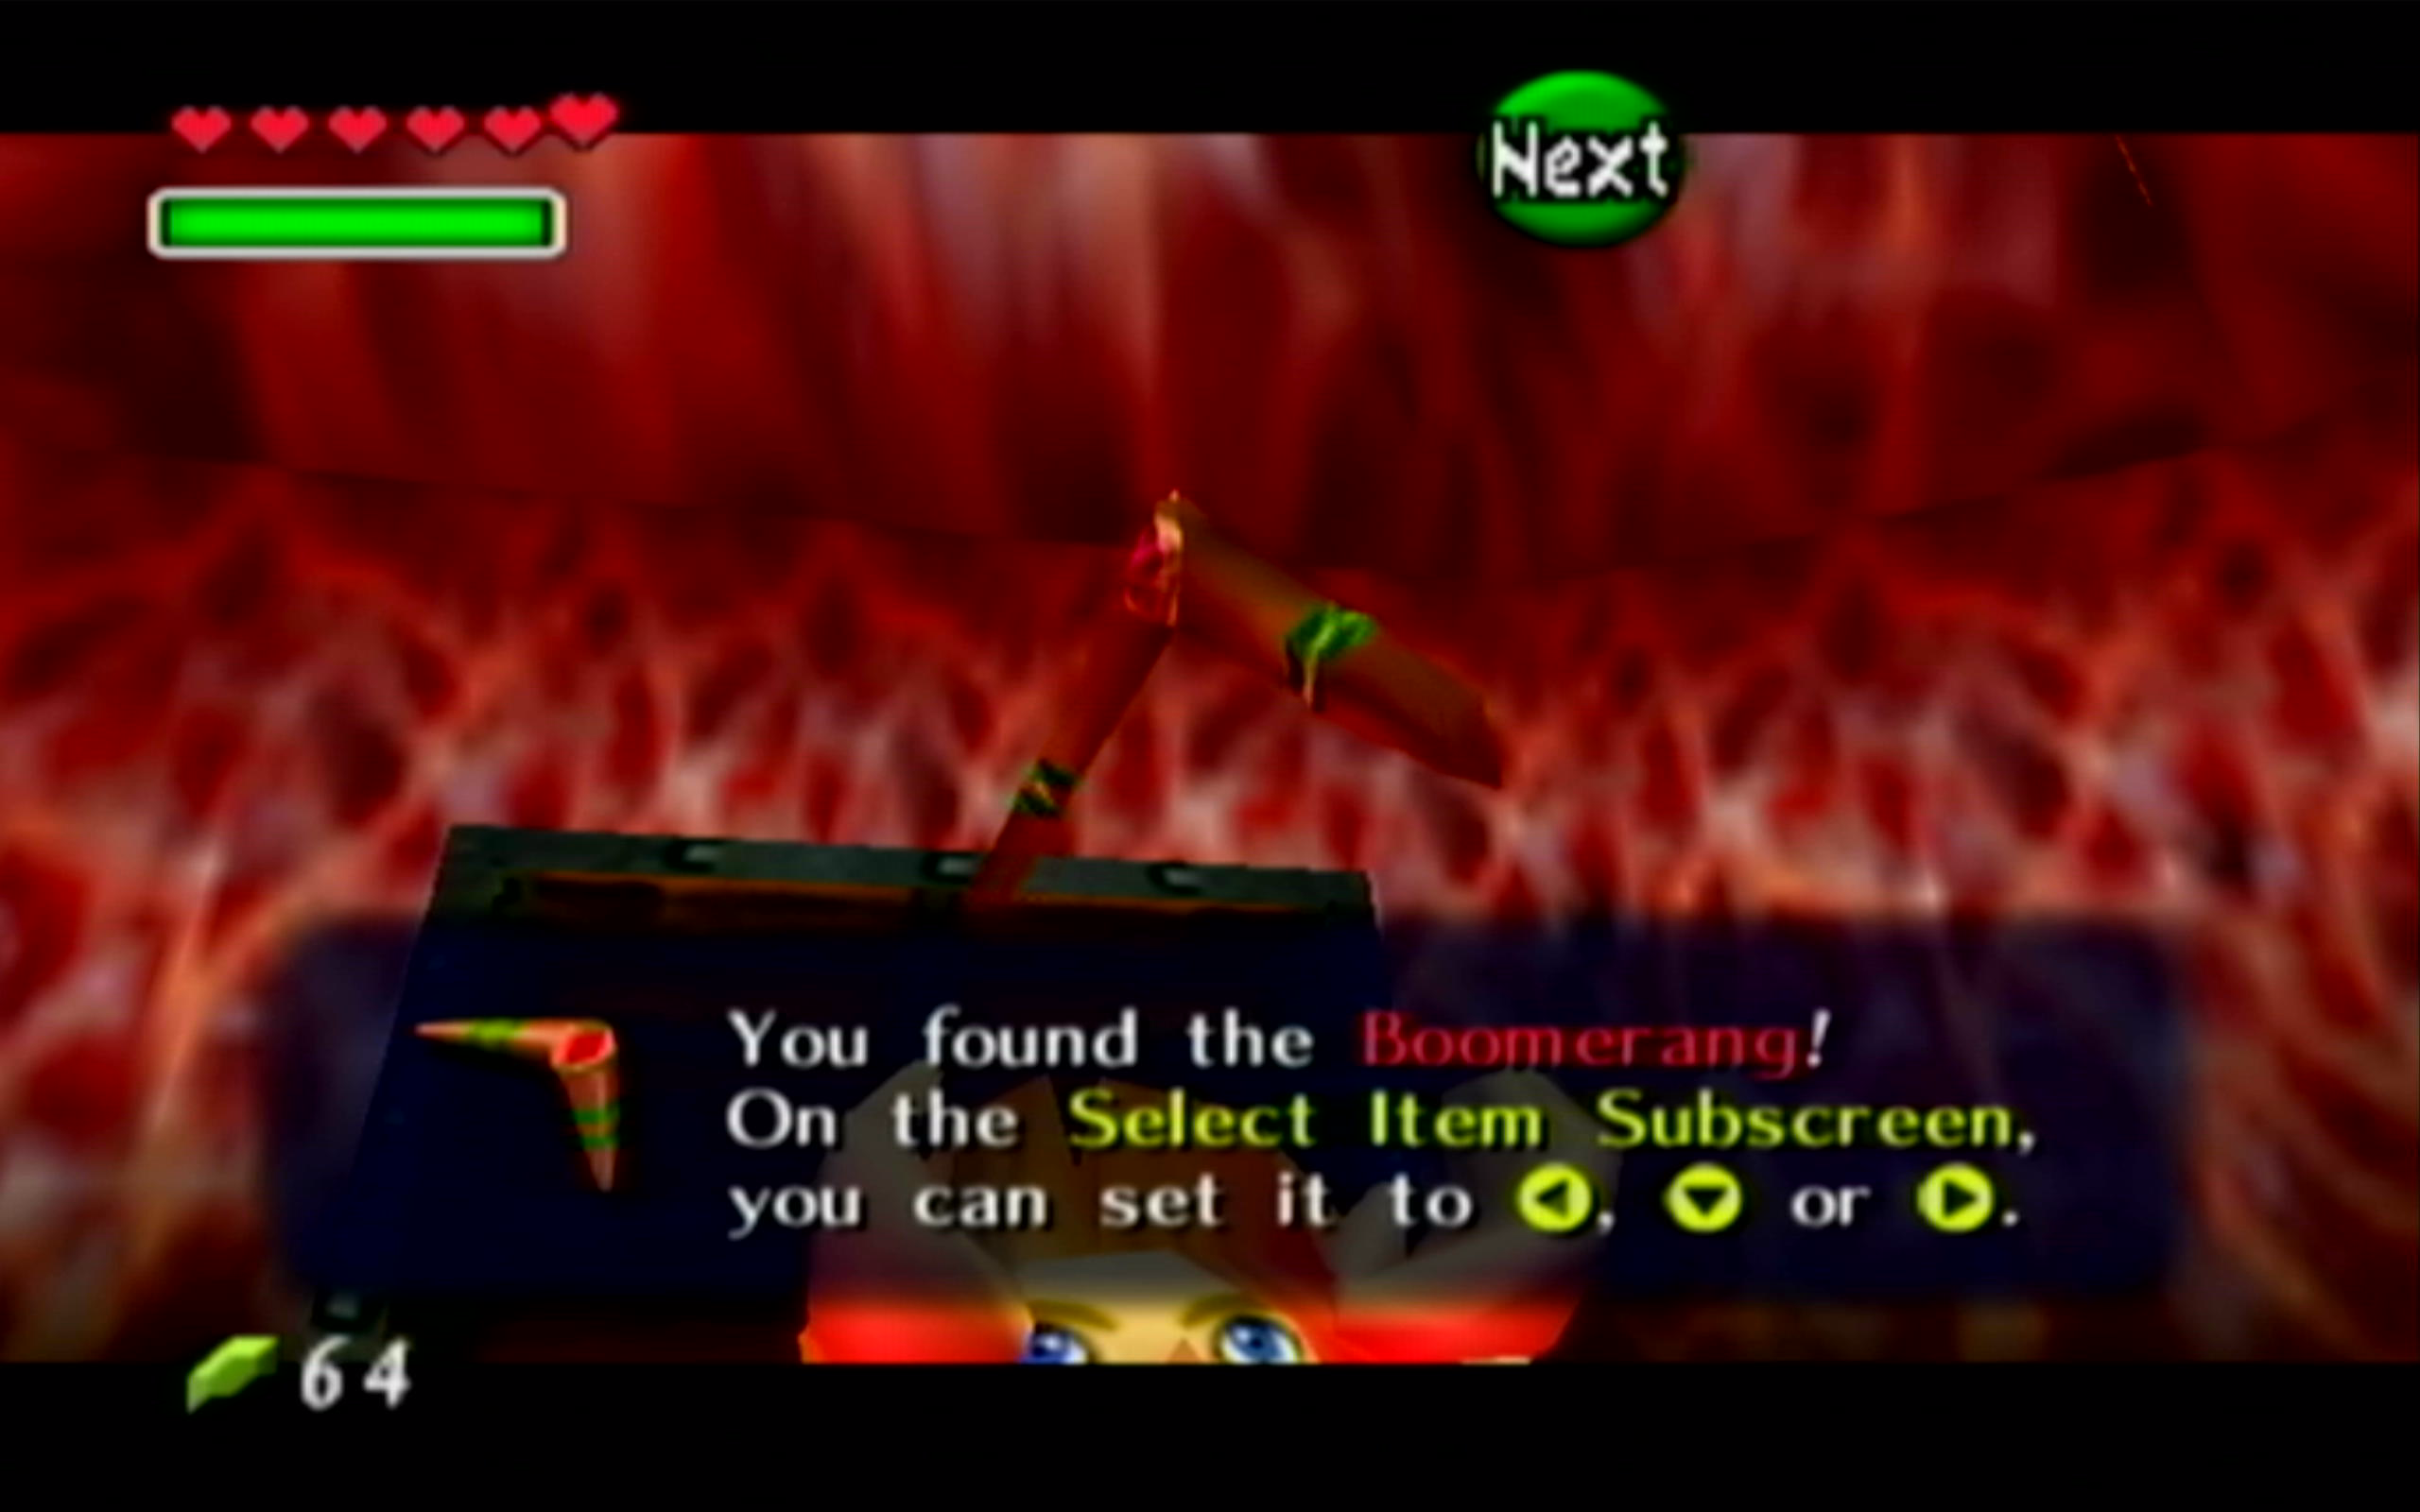 Next
You found the Boomerang!
On the Select Item Subscreen,
you can set it to ◀, ▼ or ▶.
64